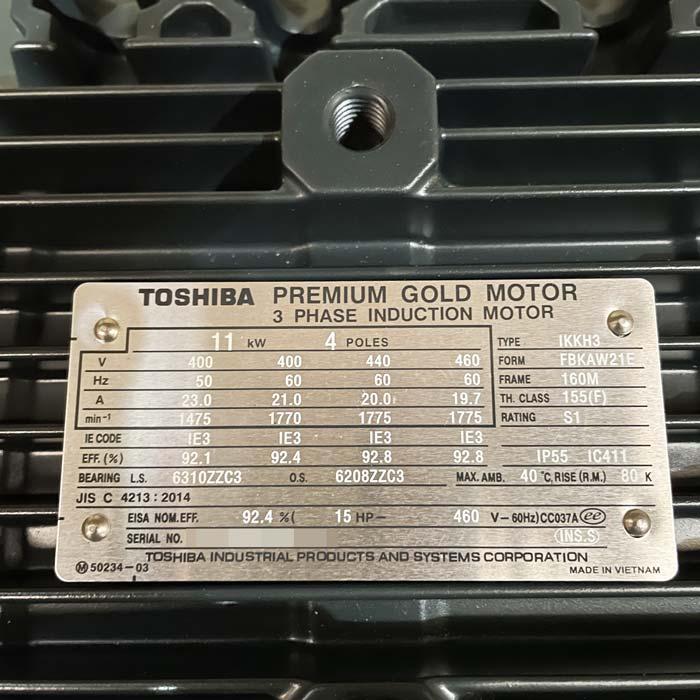 TOSHIBA PREMIUM GOLD MOTOR
3 PHASE INDUCTION MOTOR
11 kW 4 POLES
V 400 400 440 460
Hz 50 60 60 60
A 23.0 21.0 20.0 19.7
min-1 1475 1770 1775 1775
IE CODE IE3 IE3 IE3 IE3
EFF. (%) 92.1 92.4 92.8 92.8
TYPE IKKH3
FORM FBKAW21E
FRAME 160M
TH. CLASS 155(F)
RATING S1
IP55 IC411
BEARING L.S. 6310ZZC3 O.S. 6208ZZC3 MAX. AMB. 40 °C, RISE (R.M.) 80 K
JIS C 4213 : 2014
EISA NOM.EFF. 92.4 %( 15 HP- 460 V-60Hz) CC037A ee
SERIAL NO. (INS.S)
TOSHIBA INDUSTRIAL PRODUCTS AND SYSTEMS CORPORATION
M 50234-03 MADE IN VIETNAM